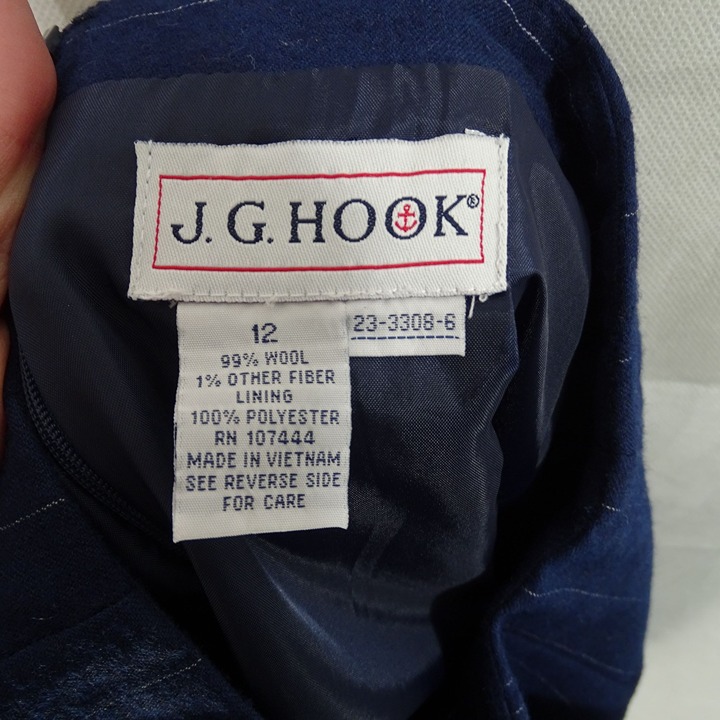 J. G. HOOK®
12
23-3308-6
99% WOOL
1% OTHER FIBER
LINING
100% POLYESTER
RN 107444
MADE IN VIETNAM
SEE REVERSE SIDE
FOR CARE